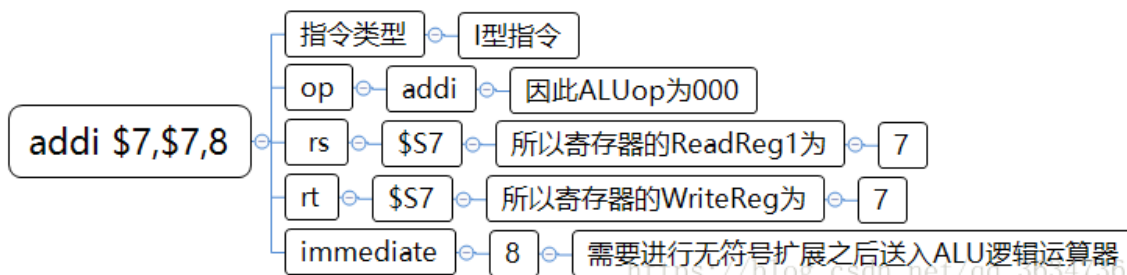 addi $7,$7,8
指令类型 I型指令
op addi 因此ALUop为000
rs $S7 所以寄存器的ReadReg1为 7
rt $S7 所以寄存器的WriteReg为 7
immediate 8 需要进行无符号扩展之后送入ALU逻辑运算器